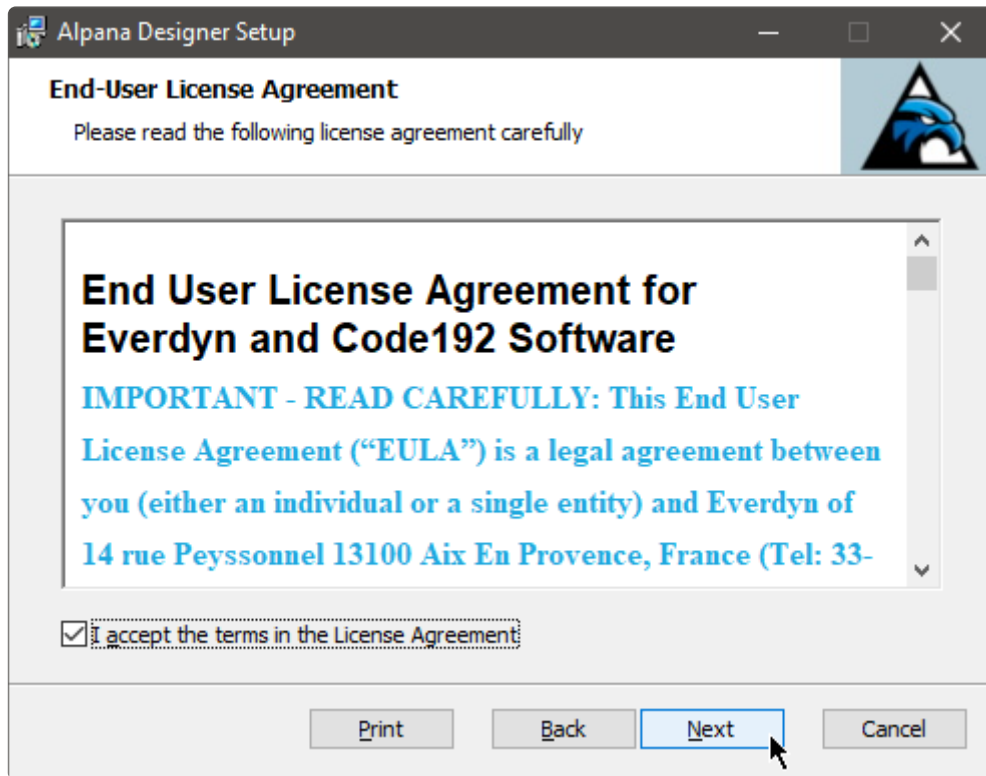 Alpana Designer Setup
End-User License Agreement
Please read the following license agreement carefully
End User License Agreement for
Everdyn and Code192 Software
IMPORTANT - READ CAREFULLY: This End User
License Agreement (“EULA”) is a legal agreement between
you (either an individual or a single entity) and Everdyn of
14 rue Peyssonnel 13100 Aix En Provence, France (Tel: 33-
I accept the terms in the License Agreement
Print Back Next Cancel